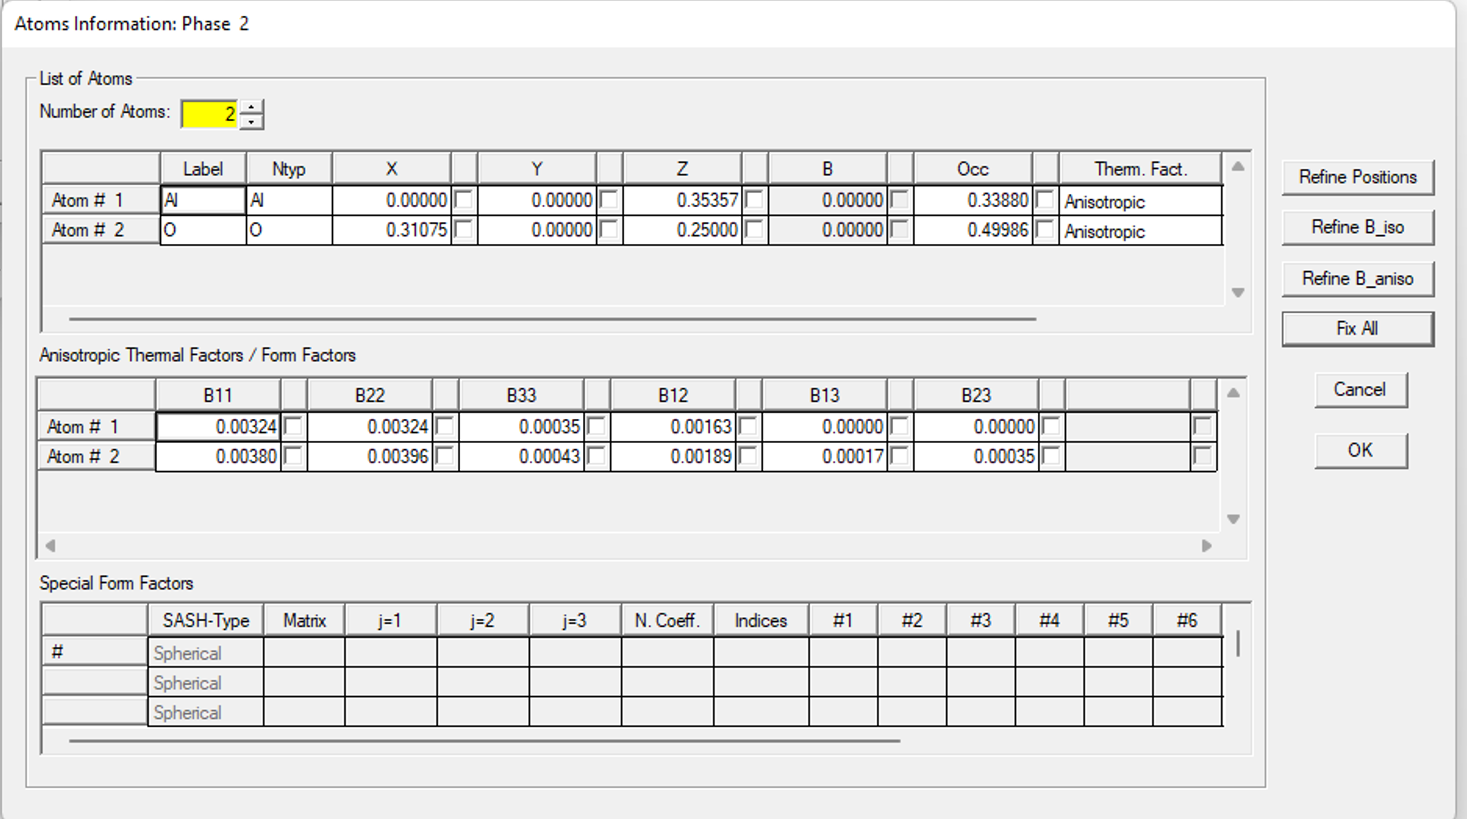 Atoms Information: Phase 2
List of Atoms
Number of Atoms: 2
Label Ntyp X Y Z B Occ Therm. Fact.
Atom # 1 Al Al 0.00000 0.00000 0.35357 0.00000 0.33880 Anisotropic
Atom # 2 O O 0.31075 0.00000 0.25000 0.00000 0.49986 Anisotropic
Refine Positions
Refine B_iso
Refine B_aniso
Fix All
Cancel
OK
Anisotropic Thermal Factors / Form Factors
B11 B22 B33 B12 B13 B23
Atom # 1 0.00324 0.00324 0.00035 0.00163 0.00000 0.00000
Atom # 2 0.00380 0.00396 0.00043 0.00189 0.00017 0.00035
Special Form Factors
SASH-Type Matrix j=1 j=2 j=3 N. Coeff. Indices #1 #2 #3 #4 #5 #6
# Spherical
Spherical
Spherical